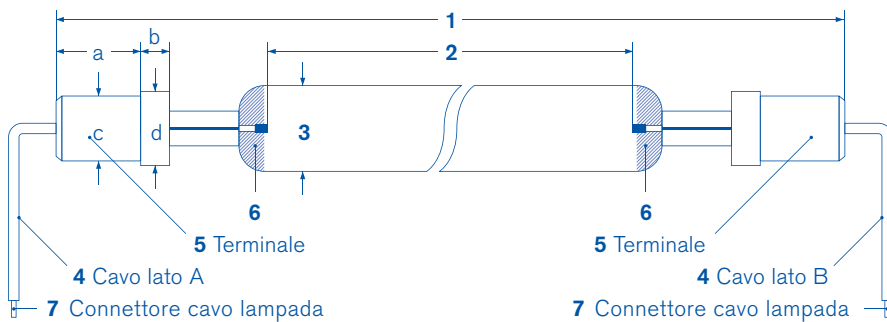 1
a b
2
c d 3
6 6
5 Terminale 5 Terminale
4 Cavo lato A 4 Cavo lato B
7 Connettore cavo lampada 7 Connettore cavo lampada